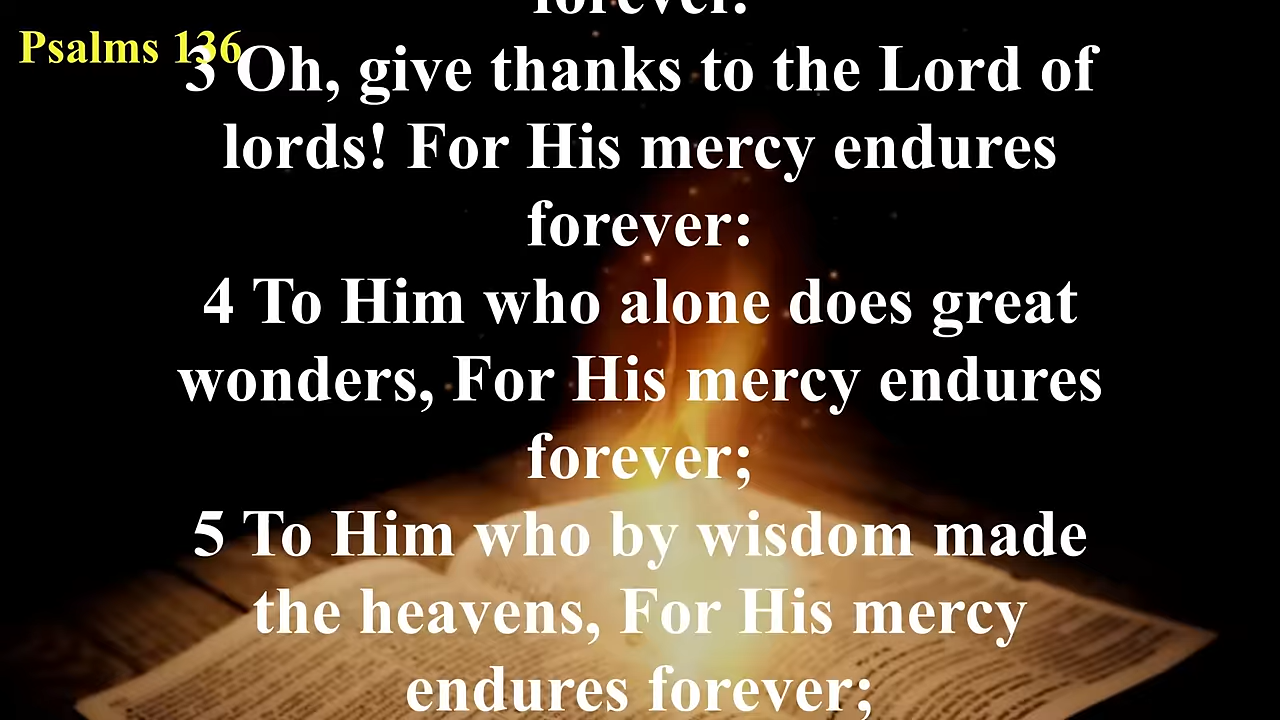 forever.
Psalms 136
3 Oh, give thanks to the Lord of
lords! For His mercy endures
forever:
4 To Him who alone does great
wonders, For His mercy endures
forever;
5 To Him who by wisdom made
the heavens, For His mercy
endures forever;